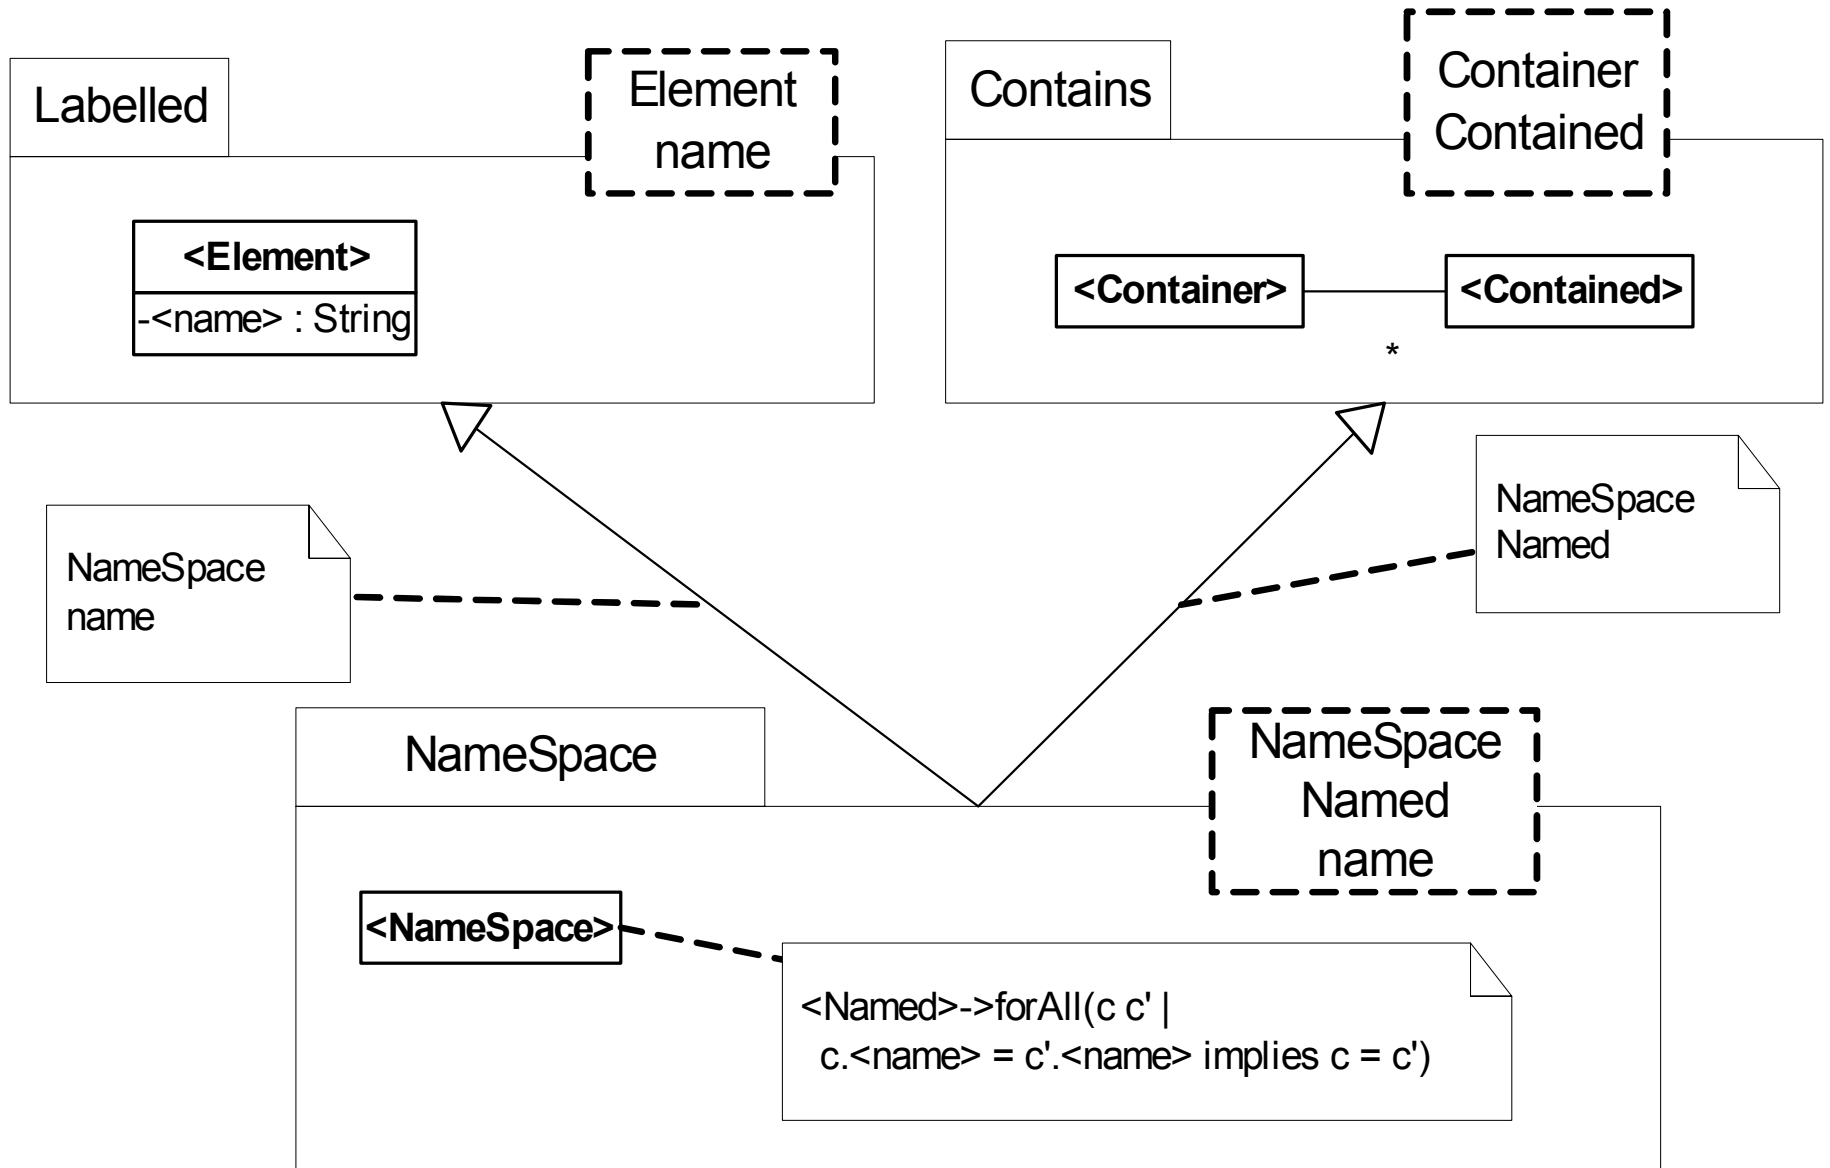 Labelled
Element
name
<Element>
-<name> : String
Contains
Container
Contained
<Container>
<Contained>
*
NameSpace
name
NameSpace
Named
NameSpace
NameSpace
Named
name
<NameSpace>
<Named>->forAll(c c' |
c.<name> = c'.<name> implies c = c')